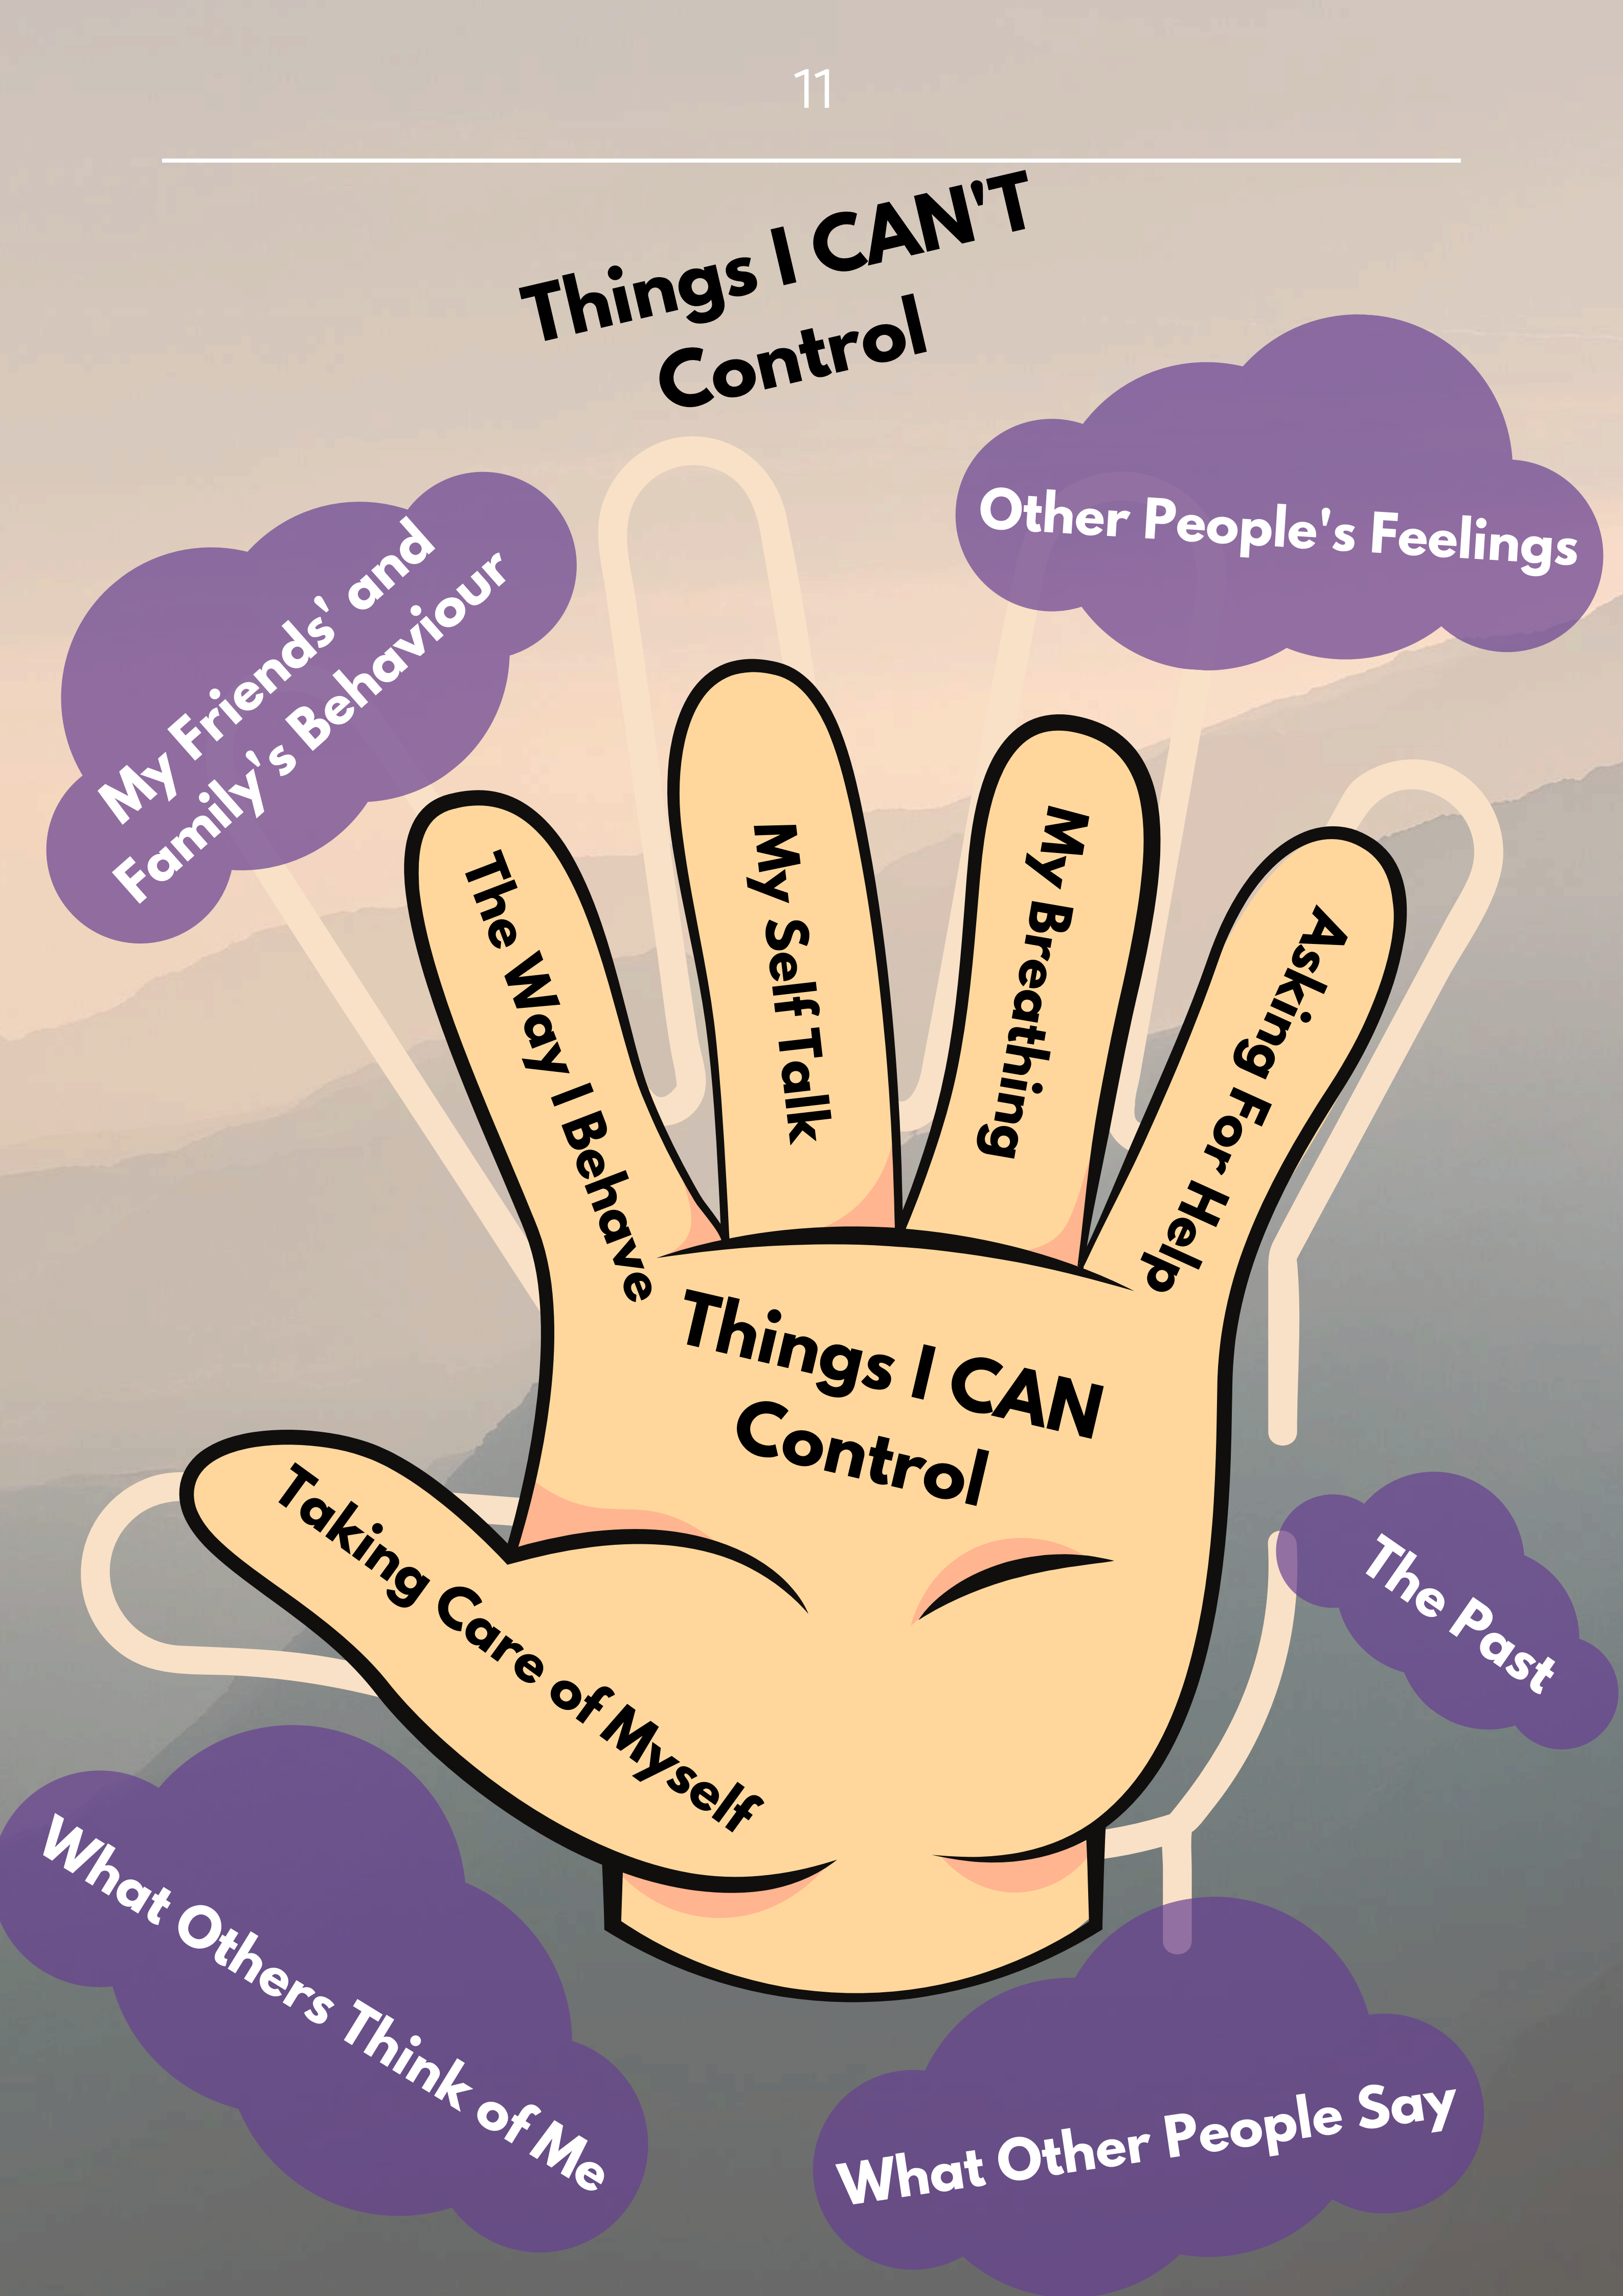 11
Things I CAN'T
Control
Other People's Feelings
My Friends' and
Family's Behaviour
The Way I Behave
My Self Talk
My Breathing
Asking For Help
Things I CAN
Control
Taking Care of Myself
The Past
What Others Think of Me
What Other People Say